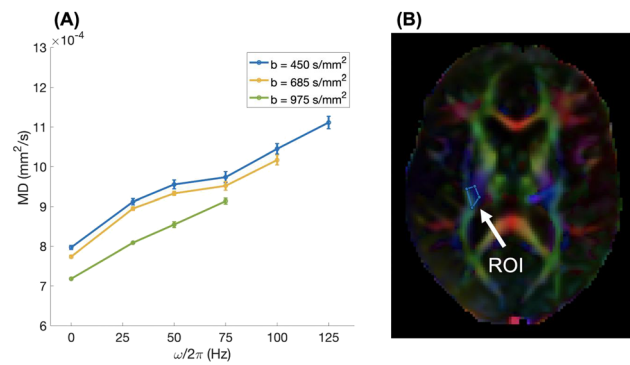 (A)
×10⁻⁴
13
12
11
10
9
8
7
6
MD (mm²/s)
b = 450 s/mm²
b = 685 s/mm²
b = 975 s/mm²
0 25 50 75 100 125
ω/2π (Hz)
(B)
ROI